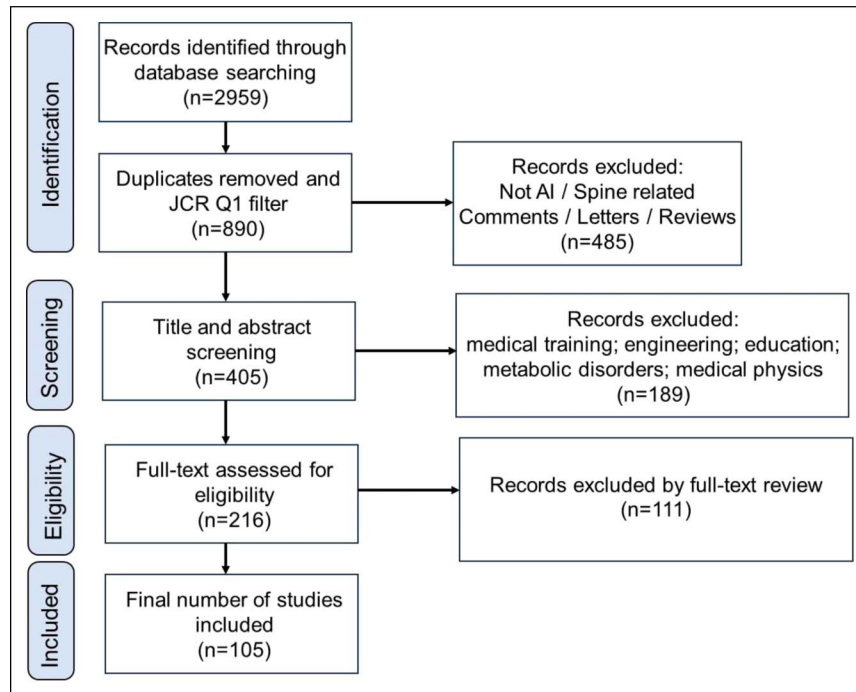 Identification
Records identified through
database searching
(n=2959)
Duplicates removed and
JCR Q1 filter
(n=890)
Records excluded:
Not AI / Spine related
Comments / Letters / Reviews
(n=485)
Screening
Title and abstract
screening
(n=405)
Records excluded:
medical training; engineering; education;
metabolic disorders; medical physics
(n=189)
Eligibility
Full-text assessed for
eligibility
(n=216)
Records excluded by full-text review
(n=111)
Included
Final number of studies
included
(n=105)